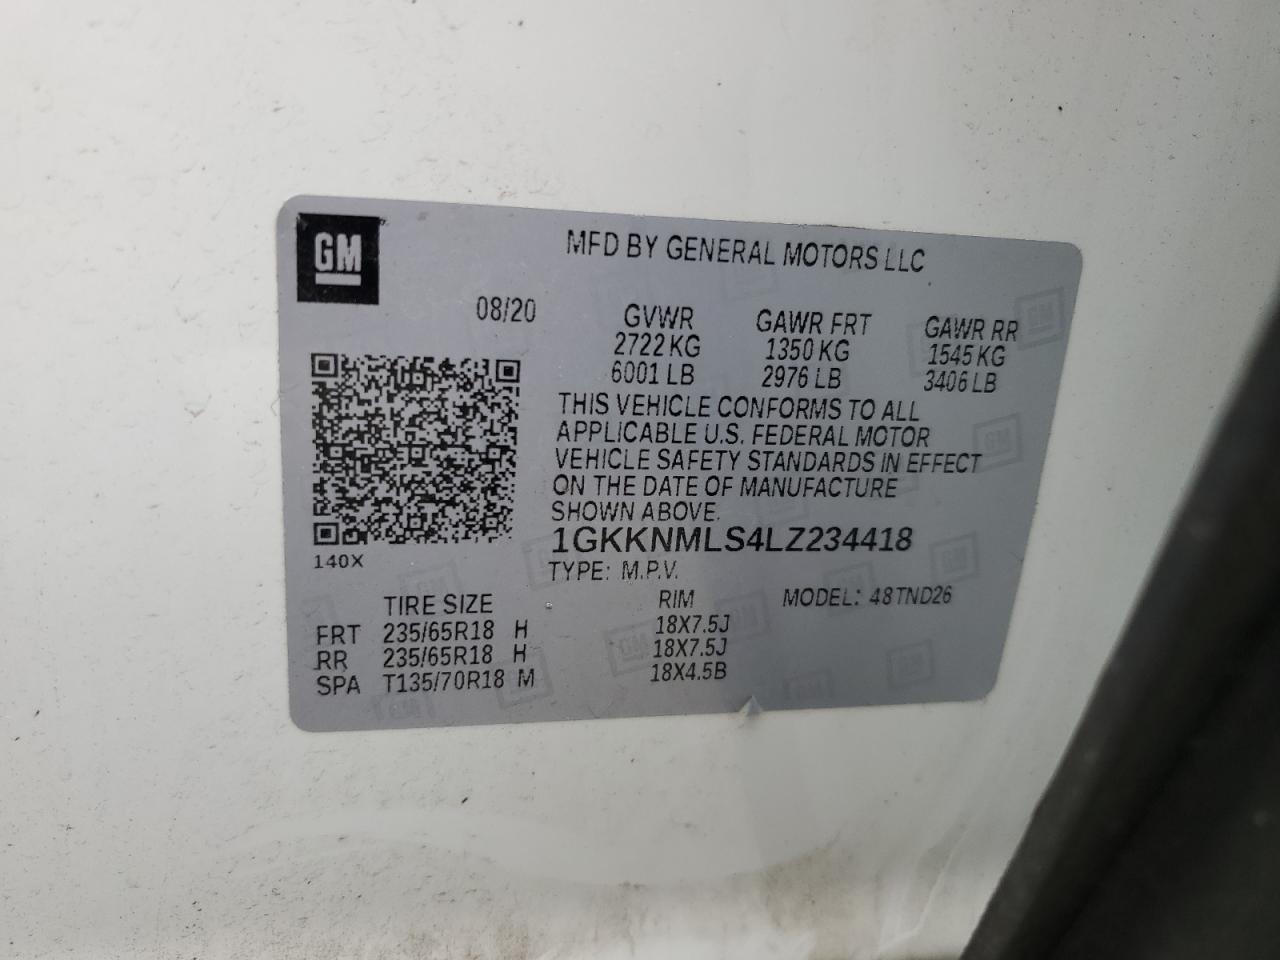 GM
MFD BY GENERAL MOTORS LLC
08/20
GVWR GAWR FRT GAWR RR
2722 KG 1350 KG 1545 KG
6001 LB 2976 LB 3406 LB
THIS VEHICLE CONFORMS TO ALL
APPLICABLE U.S. FEDERAL MOTOR
VEHICLE SAFETY STANDARDS IN EFFECT
ON THE DATE OF MANUFACTURE
SHOWN ABOVE.
1GKKNMLS4LZ234418
140X
TYPE: M.P.V.
TIRE SIZE RIM MODEL: 48TND26
FRT 235/65R18 H 18X7.5J
RR 235/65R18 H 18X7.5J
SPA T135/70R18 M 18X4.5B